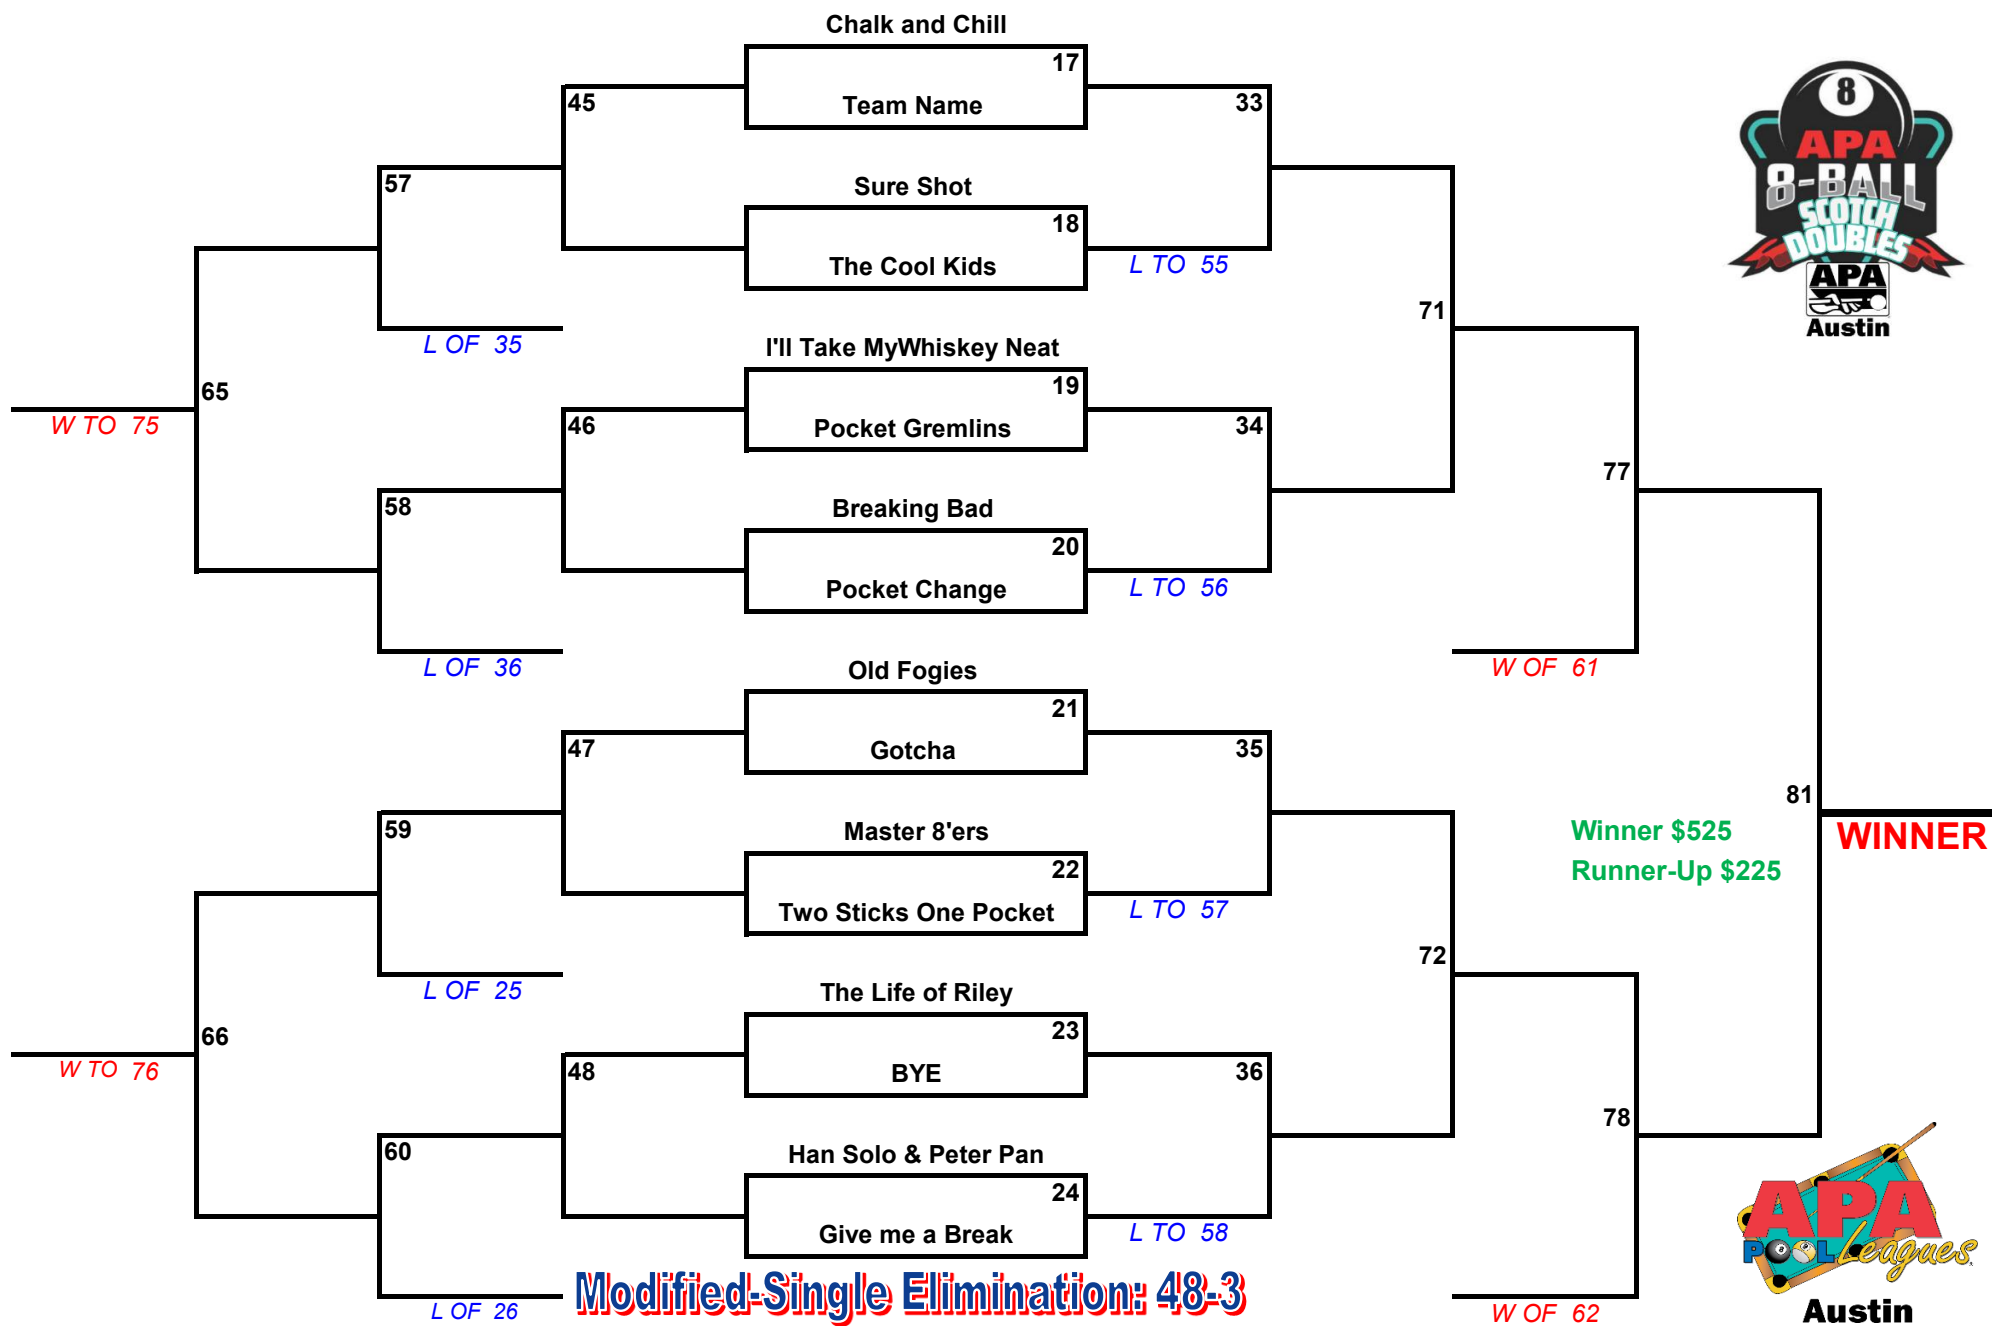 Chalk and Chill
17
45
Team Name
33
57
Sure Shot
18
The Cool Kids
L TO 55
L OF 35
71
I'll Take MyWhiskey Neat
19
65
W TO 75
46
Pocket Gremlins
34
77
58
Breaking Bad
20
Pocket Change
L TO 56
L OF 36
W OF 61
Old Fogies
21
47
Gotcha
35
81
59
Master 8'ers
Winner $525
WINNER
22
Runner-Up $225
Two Sticks One Pocket
L TO 57
72
L OF 25
The Life of Riley
23
66
W TO 76
48
BYE
36
78
60
Han Solo & Peter Pan
24
Give me a Break
L TO 58
L OF 26
W OF 62
Modified-Single Elimination: 48-3
8
APA
8-BALL
SCOTCH
DOUBLES
APA
Austin
APA
POOL Leagues
Austin